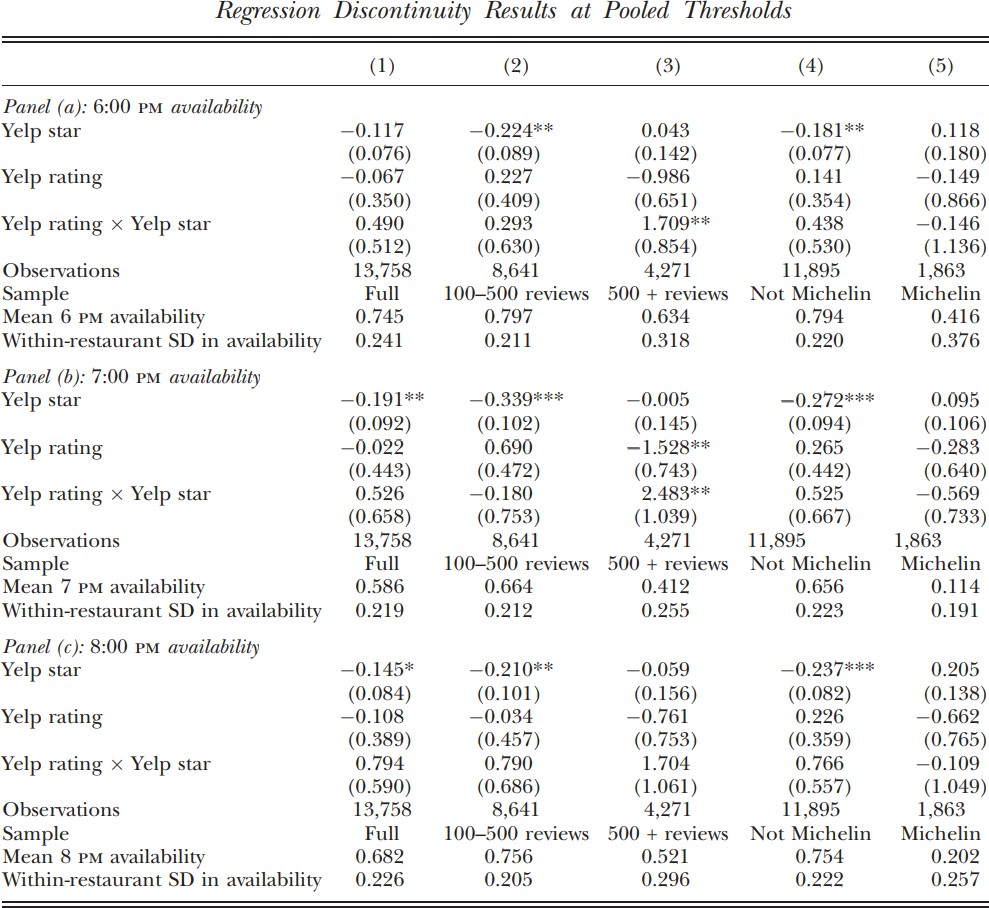 Regression Discontinuity Results at Pooled Thresholds
(1) (2) (3) (4) (5)
Panel (a): 6:00 PM availability
Yelp star −0.117 −0.224** 0.043 −0.181** 0.118
(0.076) (0.089) (0.142) (0.077) (0.180)
Yelp rating −0.067 0.227 −0.986 0.141 −0.149
(0.350) (0.409) (0.651) (0.354) (0.866)
Yelp rating × Yelp star 0.490 0.293 1.709** 0.438 −0.146
(0.512) (0.630) (0.854) (0.530) (1.136)
Observations 13,758 8,641 4,271 11,895 1,863
Sample Full 100–500 reviews 500 + reviews Not Michelin Michelin
Mean 6 PM availability 0.745 0.797 0.634 0.794 0.416
Within-restaurant SD in availability 0.241 0.211 0.318 0.220 0.376
Panel (b): 7:00 PM availability
Yelp star −0.191** −0.339*** −0.005 −0.272*** 0.095
(0.092) (0.102) (0.145) (0.094) (0.106)
Yelp rating −0.022 0.690 −1.528** 0.265 −0.283
(0.443) (0.472) (0.743) (0.442) (0.640)
Yelp rating × Yelp star 0.526 −0.180 2.483** 0.525 −0.569
(0.658) (0.753) (1.039) (0.667) (0.733)
Observations 13,758 8,641 4,271 11,895 1,863
Sample Full 100–500 reviews 500 + reviews Not Michelin Michelin
Mean 7 PM availability 0.586 0.664 0.412 0.656 0.114
Within-restaurant SD in availability 0.219 0.212 0.255 0.223 0.191
Panel (c): 8:00 PM availability
Yelp star −0.145* −0.210** −0.059 −0.237*** 0.205
(0.084) (0.101) (0.156) (0.082) (0.138)
Yelp rating −0.108 −0.034 −0.761 0.226 −0.662
(0.389) (0.457) (0.753) (0.359) (0.765)
Yelp rating × Yelp star 0.794 0.790 1.704 0.766 −0.109
(0.590) (0.686) (1.061) (0.557) (1.049)
Observations 13,758 8,641 4,271 11,895 1,863
Sample Full 100–500 reviews 500 + reviews Not Michelin Michelin
Mean 8 PM availability 0.682 0.756 0.521 0.754 0.202
Within-restaurant SD in availability 0.226 0.205 0.296 0.222 0.257